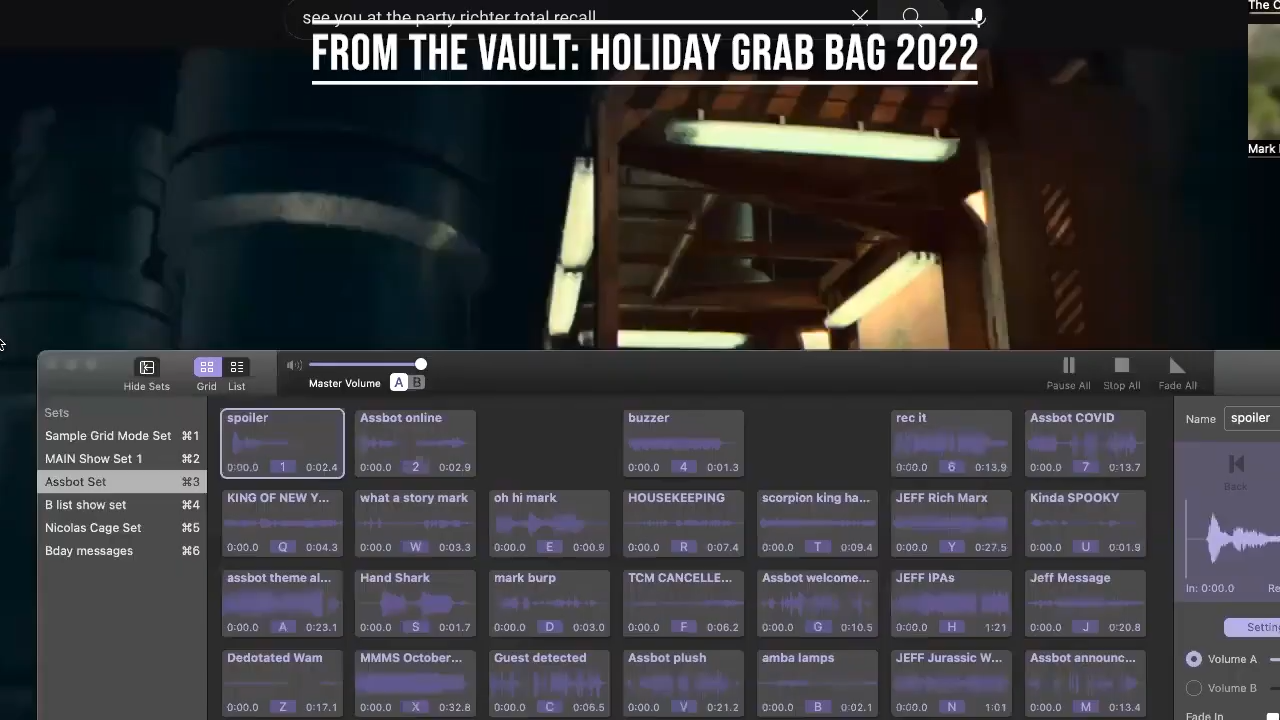 The C
see you at the party richter total recall
FROM THE VAULT: HOLIDAY GRAB BAG 2022
Mark
Hide Sets
Grid
List
Master Volume
A
B
Pause All
Stop All
Fade All
Sets
Sample Grid Mode Set ⌘1
MAIN Show Set 1 ⌘2
Assbot Set ⌘3
B list show set ⌘4
Nicolas Cage Set ⌘5
Bday messages ⌘6
spoiler
0:00.0 1 0:02.4
Assbot online
0:00.0 2 0:02.9
buzzer
0:00.0 4 0:01.3
rec it
0:00.0 6 0:13.9
Assbot COVID
0:00.0 7 0:13.7
KING OF NEW Y...
0:00.0 Q 0:04.3
what a story mark
0:00.0 W 0:03.3
oh hi mark
0:00.0 E 0:00.9
HOUSEKEEPING
0:00.0 R 0:07.4
scorpion king ha...
0:00.0 T 0:09.4
JEFF Rich Marx
0:00.0 Y 0:27.5
Kinda SPOOKY
0:00.0 U 0:01.9
assbot theme al...
0:00.0 A 0:23.1
Hand Shark
0:00.0 S 0:01.7
mark burp
0:00.0 D 0:03.0
TCM CANCELLE...
0:00.0 F 0:06.2
Assbot welcome...
0:00.0 G 0:10.5
JEFF IPAs
0:00.0 H 1:21
Jeff Message
0:00.0 J 0:20.8
Dedotated Wam
0:00.0 Z 0:17.1
MMMS October...
0:00.0 X 0:32.8
Guest detected
0:00.0 C 0:06.5
Assbot plush
0:00.0 V 0:21.2
amba lamps
0:00.0 B 0:02.1
JEFF Jurassic W...
0:00.0 N 1:01
Assbot announc...
0:00.0 M 0:13.4
Name spoiler
Back
In: 0:00.0 Re
Settin
Volume A
Volume B
Fade In